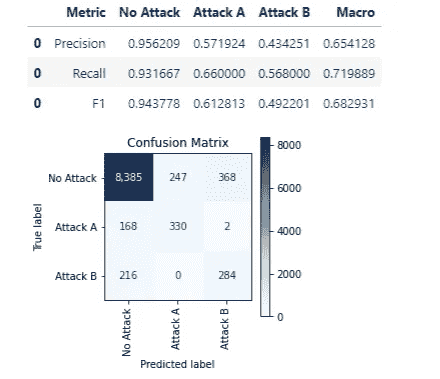 Metric No Attack Attack A Attack B Macro
0 Precision 0.956209 0.571924 0.434251 0.654128
0 Recall 0.931667 0.660000 0.568000 0.719889
0 F1 0.943778 0.612813 0.492201 0.682931
Confusion Matrix
No Attack 8,385 247 368
Attack A 168 330 2
Attack B 216 0 284
True label
No Attack Attack A Attack B
Predicted label
8000
6000
4000
2000
0